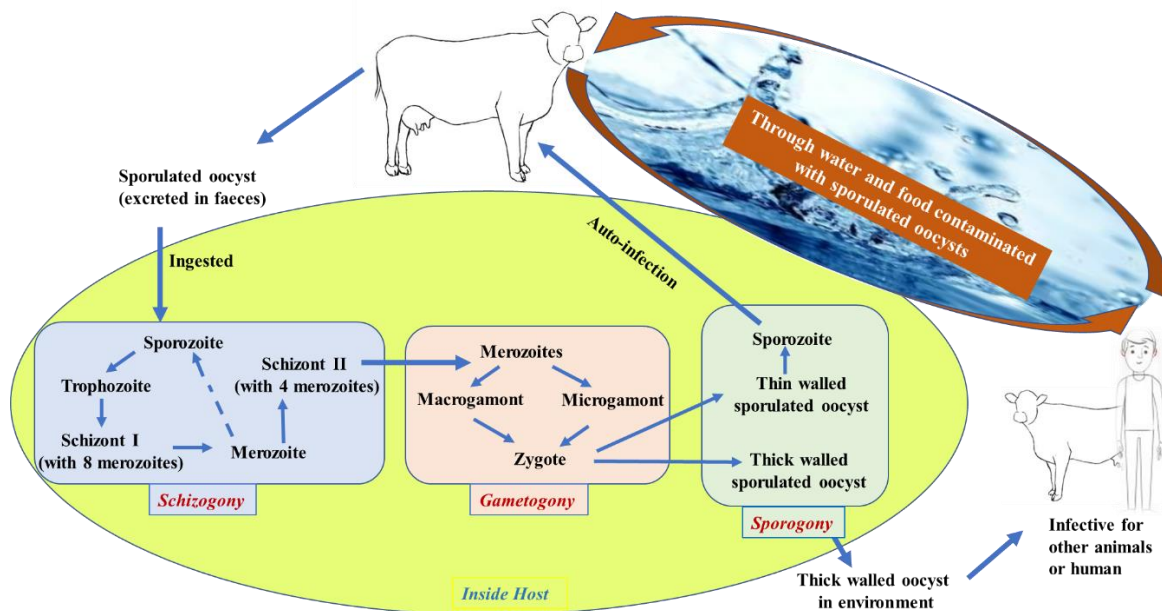 Through water and food contaminated
with sporulated oocysts
Sporulated oocyst
(excreted in faeces)
Ingested
Auto-infection
Sporozoite
Trophozoite
Schizont I
(with 8 merozoites)
Merozoite
Schizont II
(with 4 merozoites)
Schizogony
Merozoites
Macrogamont
Microgamont
Zygote
Gametogony
Sporozoite
Thin walled
sporulated oocyst
Thick walled
sporulated oocyst
Sporogony
Inside Host
Thick walled oocyst
in environment
Infective for
other animals
or human